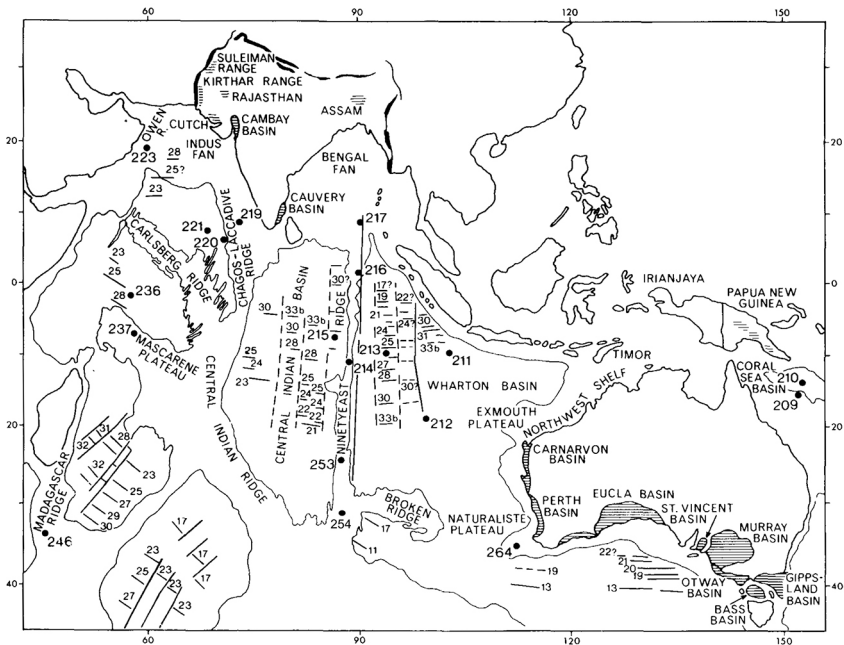 60
90
120
150
SULEIMAN
RANGE
KIRTHAR RANGE
RAJASTHAN
ASSAM
OWEN
R.
CUTCH
CAMBAY
BASIN
INDUS
FAN
20
20
223
28
25?
23
BENGAL
FAN
CAUVERY
BASIN
219
221
220
217
CHAGOS-LACCADIVE
RIDGE
CARLSBERG RIDGE
23
25
28
236
237
MASCARENE
PLATEAU
0
0
216
IRIANJAYA
PAPUA NEW
GUINEA
CENTRAL INDIAN BASIN
30?
17?
19
22?
21
24?
24
30
33b
30
28
33b
215
28
30
31
33b
25
213
27
28
214
211
25
24
23
25
24
22
25
24
22
21
30
30?
33b
212
NINETYEAST RIDGE
WHARTON BASIN
TIMOR
CORAL
SEA
BASIN
210
209
EXMOUTH
PLATEAU
NORTHWEST SHELF
20
20
CENTRAL
INDIAN
RIDGE
CARNARVON
BASIN
253
254
31
28
32
32
23
25
27
29
30
MADAGASCAR
RIDGE
246
BROKEN
RIDGE
17
11
PERTH
BASIN
EUCLA BASIN
ST. VINCENT
BASIN
MURRAY
BASIN
NATURALISTE
PLATEAU
264
17
17
17
23
25
23
23
27
23
19
13
22?
21
20
19
13
OTWAY
BASIN
GIPPS-
LAND
BASIN
BASS
BASIN
40
40
60
90
120
150